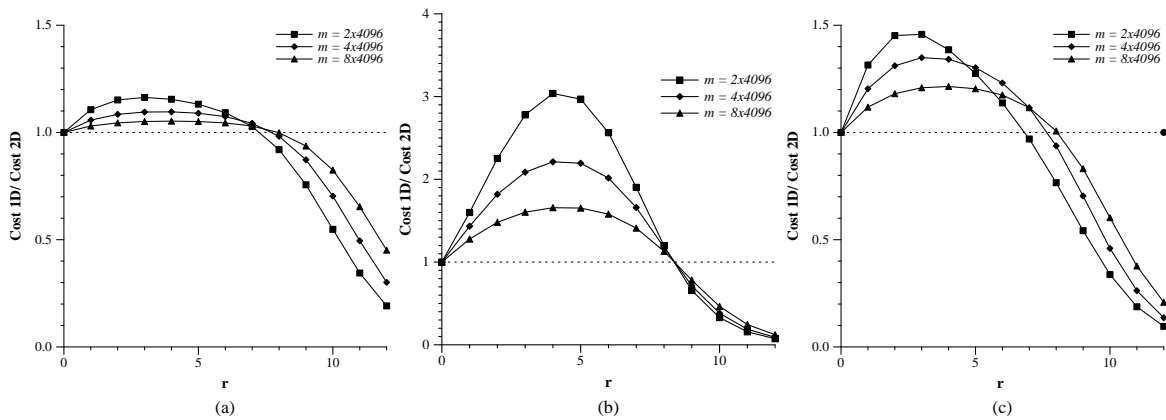 1.5
1.0
0.5
0.0
Cost 1D/ Cost 2D
m = 2x4096
m = 4x4096
m = 8x4096
0
5
10
r
(a)
4
3
2
1
0
Cost 1D/ Cost 2D
m = 2x4096
m = 4x4096
m = 8x4096
0
5
10
r
(b)
1.5
1.0
0.5
0.0
Cost 1D/ Cost 2D
m = 2x4096
m = 4x4096
m = 8x4096
0
5
10
r
(c)